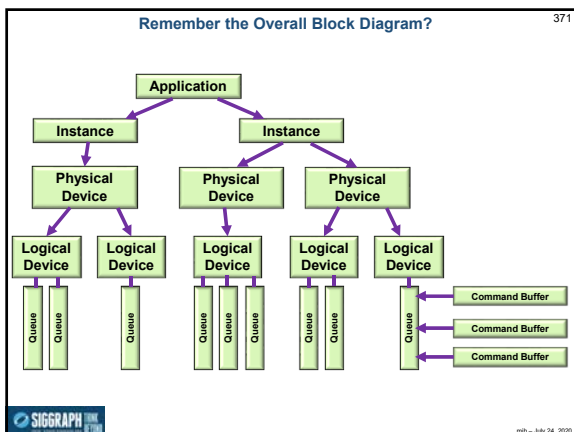 Remember the Overall Block Diagram?
371
Application
Instance
Instance
Physical
Device
Physical
Device
Physical
Device
Logical
Device
Logical
Device
Logical
Device
Logical
Device
Logical
Device
Queue
Queue
Queue
Queue
Queue
Queue
Queue
Queue
Queue
Command Buffer
Command Buffer
Command Buffer
SIGGRAPH
THINK
BEYOND
mjb – July 24, 2020